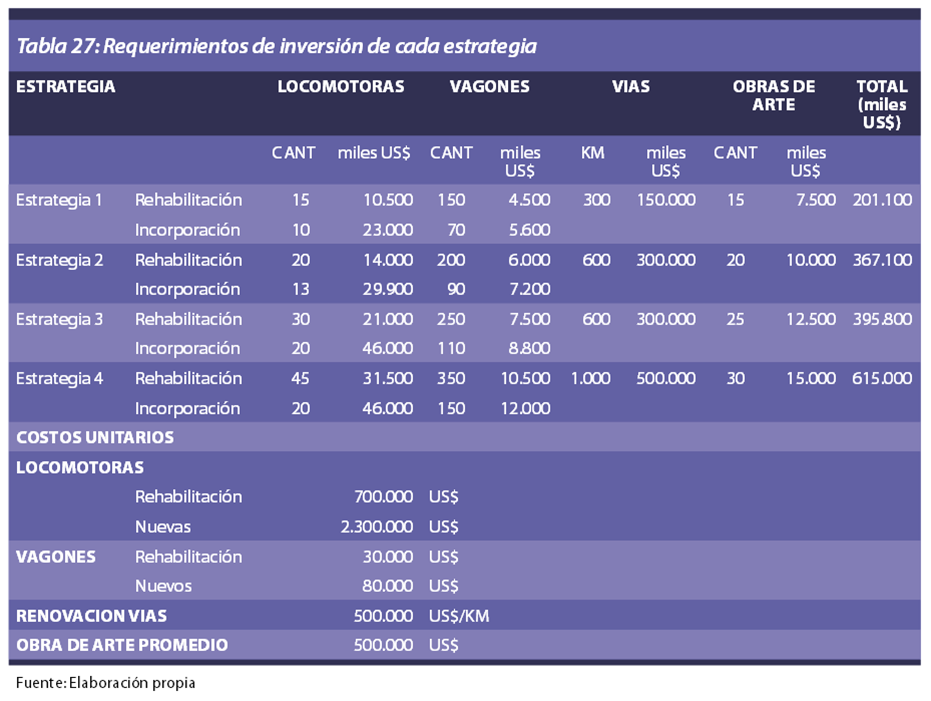 Tabla 27: Requerimientos de inversión de cada estrategia
ESTRATEGIA LOCOMOTORAS VAGONES VIAS OBRAS DE ARTE TOTAL (miles US$)
CANT miles US$ CANT miles US$ KM miles US$ CANT miles US$
Estrategia 1 Rehabilitación 15 10.500 150 4.500 300 150.000 15 7.500 201.100
Incorporación 10 23.000 70 5.600
Estrategia 2 Rehabilitación 20 14.000 200 6.000 600 300.000 20 10.000 367.100
Incorporación 13 29.900 90 7.200
Estrategia 3 Rehabilitación 30 21.000 250 7.500 600 300.000 25 12.500 395.800
Incorporación 20 46.000 110 8.800
Estrategia 4 Rehabilitación 45 31.500 350 10.500 1.000 500.000 30 15.000 615.000
Incorporación 20 46.000 150 12.000
COSTOS UNITARIOS
LOCOMOTORAS
Rehabilitación 700.000 US$
Nuevas 2.300.000 US$
VAGONES Rehabilitación 30.000 US$
Nuevos 80.000 US$
RENOVACION VIAS 500.000 US$/KM
OBRA DE ARTE PROMEDIO 500.000 US$
Fuente: Elaboración propia